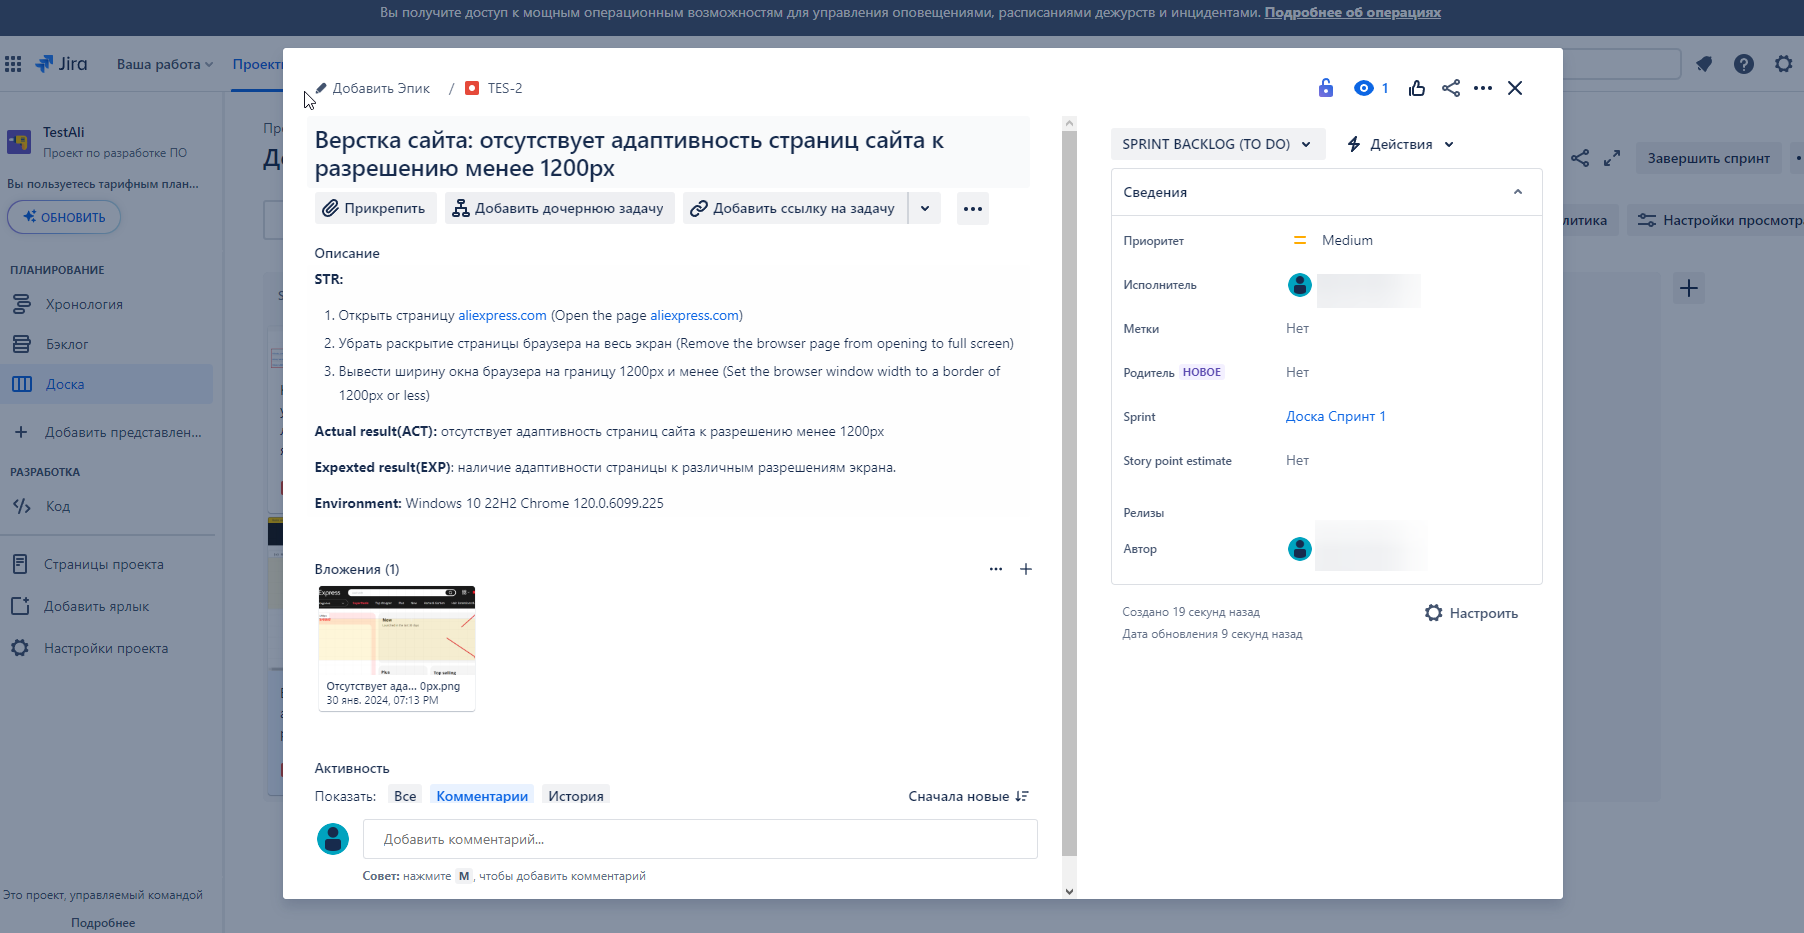 Вы получите доступ к мощным операционным возможностям для управления оповещениями, расписаниями дежурств и инцидентами. Подробнее об операциях
Jira
Ваша работа
TestAli
Проект по разработке ПО
Вы пользуетесь тарифным план...
ОБНОВИТЬ
ПЛАНИРОВАНИЕ
Хронология
Бэклог
Доска
Добавить представлен...
РАЗРАБОТКА
Код
Страницы проекта
Добавить ярлык
Настройки проекта
Это проект, управляемый командой
Подробнее
Добавить Эпик / TES-2
1
Верстка сайта: отсутствует адаптивность страниц сайта к
разрешению менее 1200px
Прикрепить
Добавить дочернюю задачу
Добавить ссылку на задачу
Описание
STR:
1. Открыть страницу aliexpress.com (Open the page aliexpress.com)
2. Убрать раскрытие страницы браузера на весь экран (Remove the browser page from opening to full screen)
3. Вывести ширину окна браузера на границу 1200px и менее (Set the browser window width to a border of
1200px or less)
Actual result(ACT): отсутствует адаптивность страниц сайта к разрешению менее 1200px
Expexted result(EXP): наличие адаптивности страницы к различным разрешениям экрана.
Environment: Windows 10 22H2 Chrome 120.0.6099.225
Вложения (1)
Отсутствует ада... 0px.png
30 янв. 2024, 07:13 PM
Активность
Показать:
Все
Комментарии
История
Сначала новые
Добавить комментарий...
Совет: нажмите M, чтобы добавить комментарий
SPRINT BACKLOG (TO DO)
Действия
Сведения
Приоритет
Medium
Исполнитель
Метки
Нет
Родитель НОВОЕ
Нет
Sprint
Доска Спринт 1
Story point estimate
Нет
Релизы
Автор
Создано 19 секунд назад
Дата обновления 9 секунд назад
Настроить
Завершить спринт
Настройки просмотр